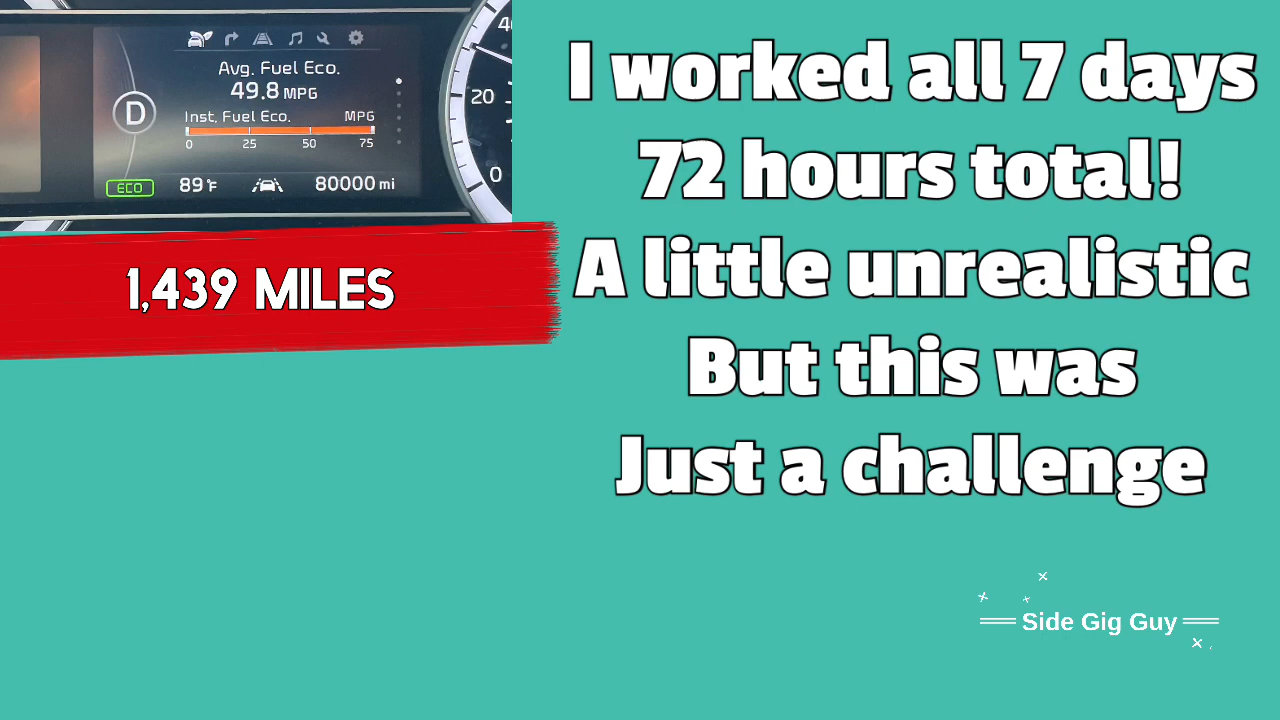 Avg. Fuel Eco.
49.8 MPG
Inst. Fuel Eco. MPG
0 25 50 75
D
ECO
89°F
80000 mi
40
20
0
1,439 MILES
I worked all 7 days
72 hours total!
A little unrealistic
But this was
Just a challenge
Side Gig Guy